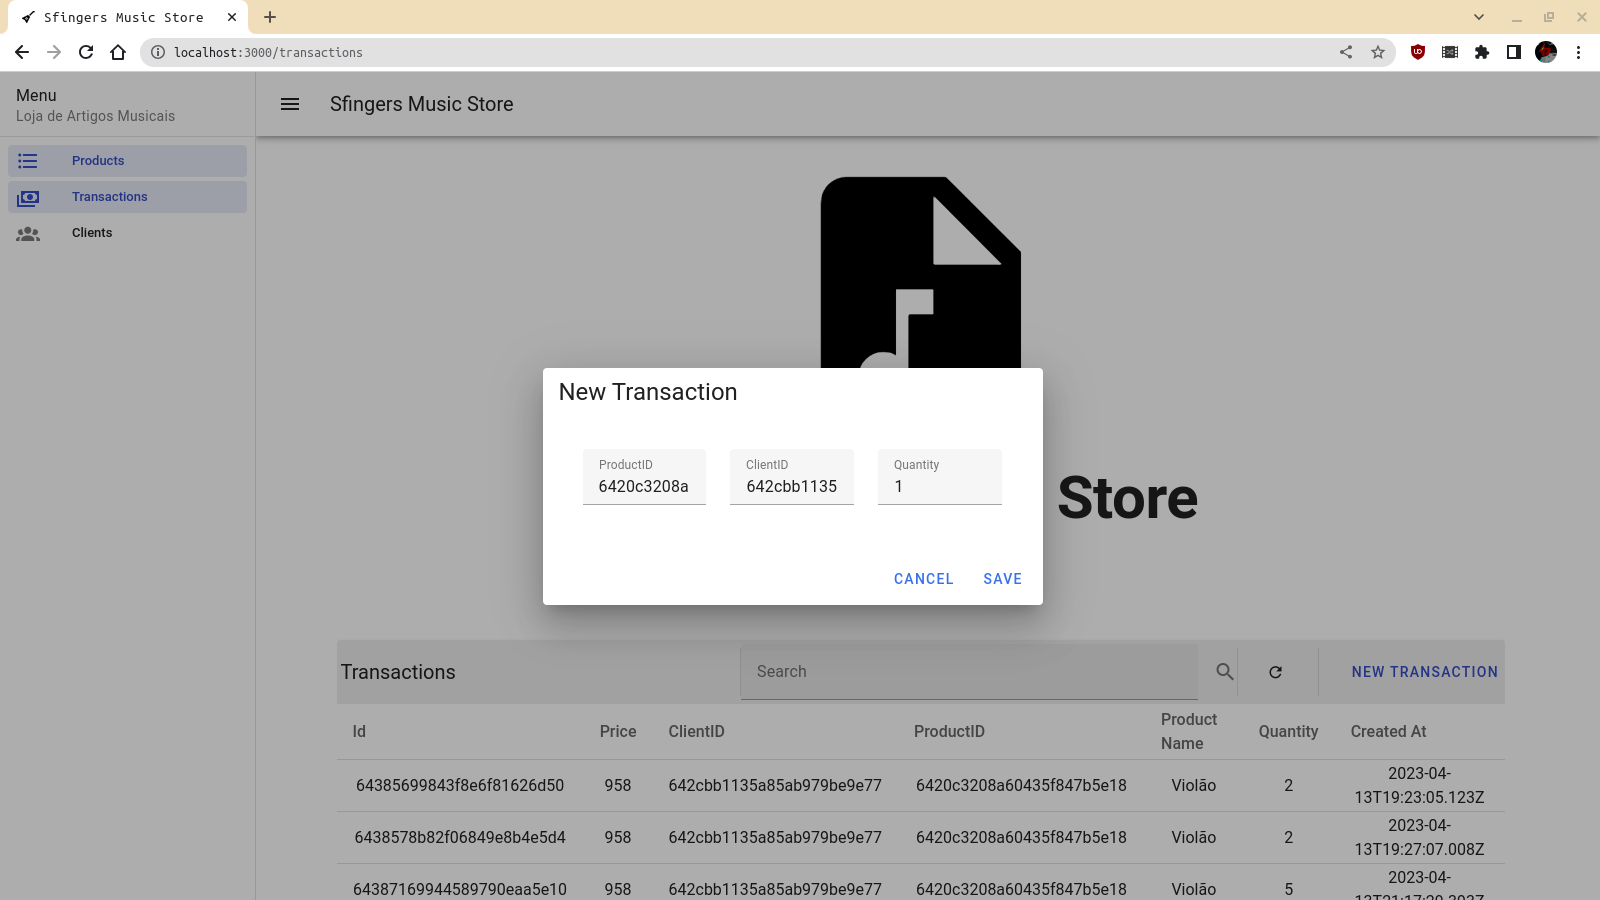 Sfingers Music Store
localhost:3000/transactions
Menu
Loja de Artigos Musicais
Sfingers Music Store
Products
Transactions
Clients
New Transaction
ProductID
ClientID
Quantity
6420c3208a
642cbb1135
1
Store
CANCEL
SAVE
Transactions
Search
NEW TRANSACTION
Id
Price
ClientID
ProductID
Product
Name
Quantity
Created At
64385699843f8e6f81626d50
958
642cbb1135a85ab979be9e77
6420c3208a60435f847b5e18
Violão
2
2023-04-
13T19:23:05.123Z
6438578b82f06849e8b4e5d4
958
642cbb1135a85ab979be9e77
6420c3208a60435f847b5e18
Violão
2
2023-04-
13T19:27:07.008Z
64387169944589790eaa5e10
958
642cbb1135a85ab979be9e77
6420c3208a60435f847b5e18
Violão
5
2023-04-